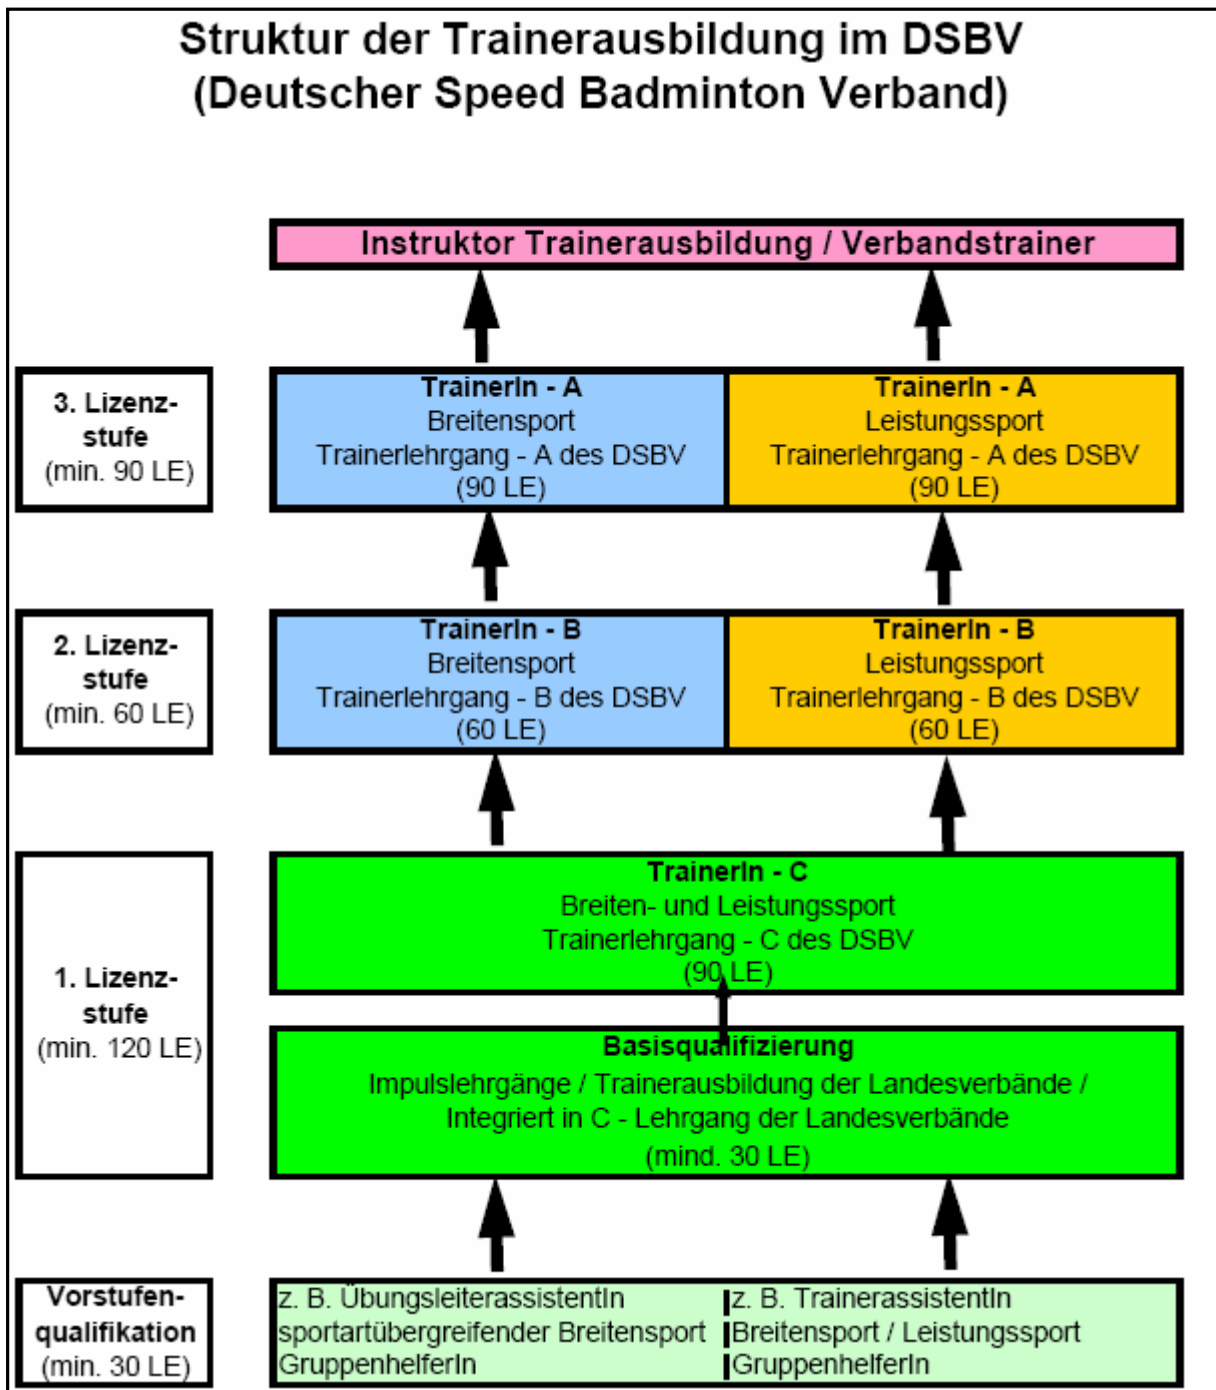 Struktur der Trainerausbildung im DSBV
(Deutscher Speed Badminton Verband)
Instruktor Trainerausbildung / Verbandstrainer
3. Lizenz-
stufe
(min. 90 LE)
TrainerIn - A
Breitensport
Trainerlehrgang - A des DSBV
(90 LE)
TrainerIn - A
Leistungssport
Trainerlehrgang - A des DSBV
(90 LE)
2. Lizenz-
stufe
(min. 60 LE)
TrainerIn - B
Breitensport
Trainerlehrgang - B des DSBV
(60 LE)
TrainerIn - B
Leistungssport
Trainerlehrgang - B des DSBV
(60 LE)
1. Lizenz-
stufe
(min. 120 LE)
TrainerIn - C
Breiten- und Leistungssport
Trainerlehrgang - C des DSBV
(90 LE)
Basisqualifizierung
Impulslehrgänge / Trainerausbildung der Landesverbände /
Integriert in C - Lehrgang der Landesverbände
(mind. 30 LE)
Vorstufen-
qualifikation
(min. 30 LE)
z. B. ÜbungsleiterassistentIn
sportartübergreifender Breitensport
GruppenhelferIn
z. B. TrainerassistentIn
Breitensport / Leistungssport
GruppenhelferIn